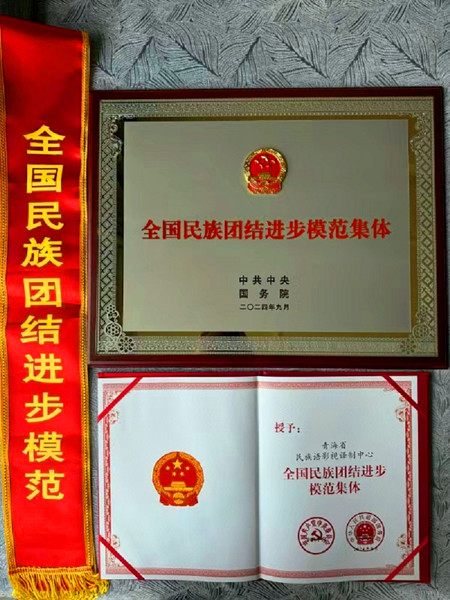 全国民族团结进步模范
全国民族团结进步模范集体
中共中央
国务院
二〇二四年九月
授予：
青海省
民族语影视译制中心
全国民族团结进步
模范集体